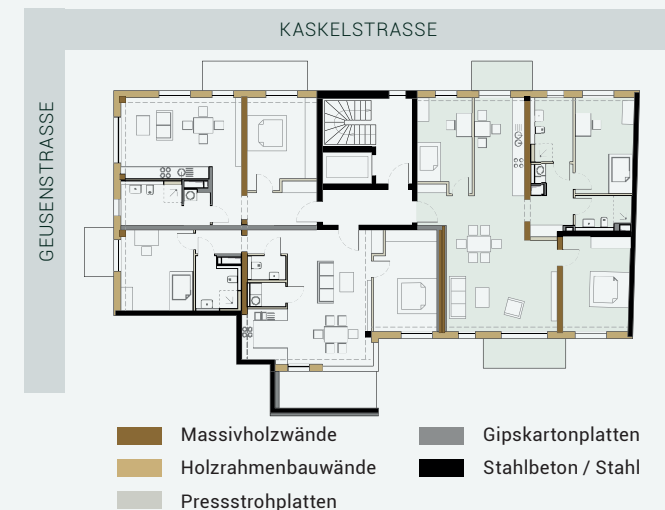 KASKELSTRASSE
GEUSENSTRASSE
Massivholzwände
Holzrahmenbauwände
Pressstrohplatten
Gipskartonplatten
Stahlbeton / Stahl